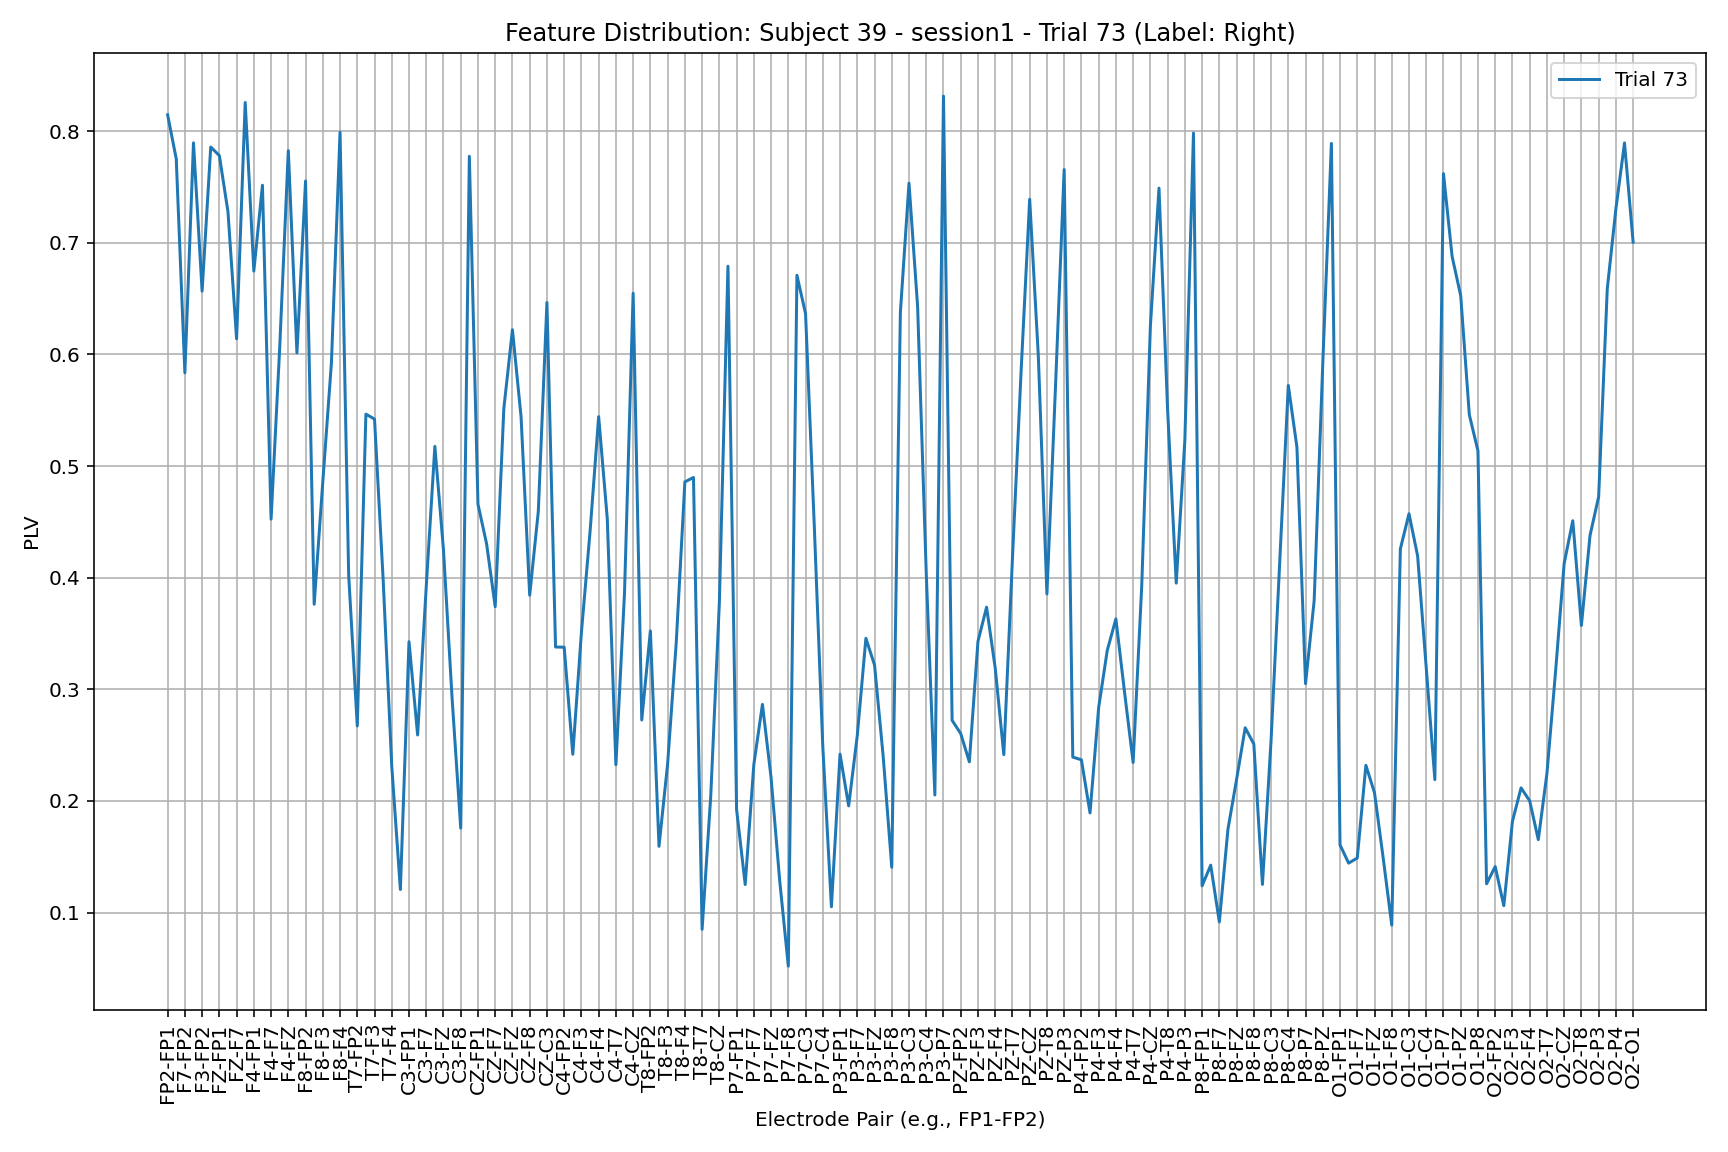 Feature Distribution: Subject 39 - session1 - Trial 73 (Label: Right)
Trial 73
PLV
0.8
0.7
0.6
0.5
0.4
0.3
0.2
0.1
FP2-FP1
F7-FP2
F3-FP2
FZ-FP1
FZ-F7
F4-FP1
F4-F7
F4-FZ
F8-FP2
F8-F3
F8-F4
T7-FP2
T7-F3
T7-F4
C3-FP1
C3-F7
C3-FZ
C3-F8
CZ-FP1
CZ-F7
CZ-FZ
CZ-F8
CZ-C3
C4-FP2
C4-F3
C4-F4
C4-T7
C4-CZ
T8-FP2
T8-F3
T8-F4
T8-T7
T8-CZ
P7-FP1
P7-F7
P7-FZ
P7-F8
P7-C3
P7-C4
P3-FP1
P3-F7
P3-FZ
P3-F8
P3-C3
P3-C4
P3-P7
PZ-FP2
PZ-F3
PZ-F4
PZ-T7
PZ-CZ
PZ-T8
PZ-P3
P4-FP2
P4-F3
P4-F4
P4-T7
P4-CZ
P4-T8
P4-P3
P8-FP1
P8-F7
P8-FZ
P8-F8
P8-C3
P8-C4
P8-P7
P8-PZ
O1-FP1
O1-F7
O1-FZ
O1-F8
O1-C3
O1-C4
O1-P7
O1-PZ
O1-P8
O2-FP2
O2-F3
O2-F4
O2-T7
O2-CZ
O2-T8
O2-P3
O2-P4
O2-O1
Electrode Pair (e.g., FP1-FP2)